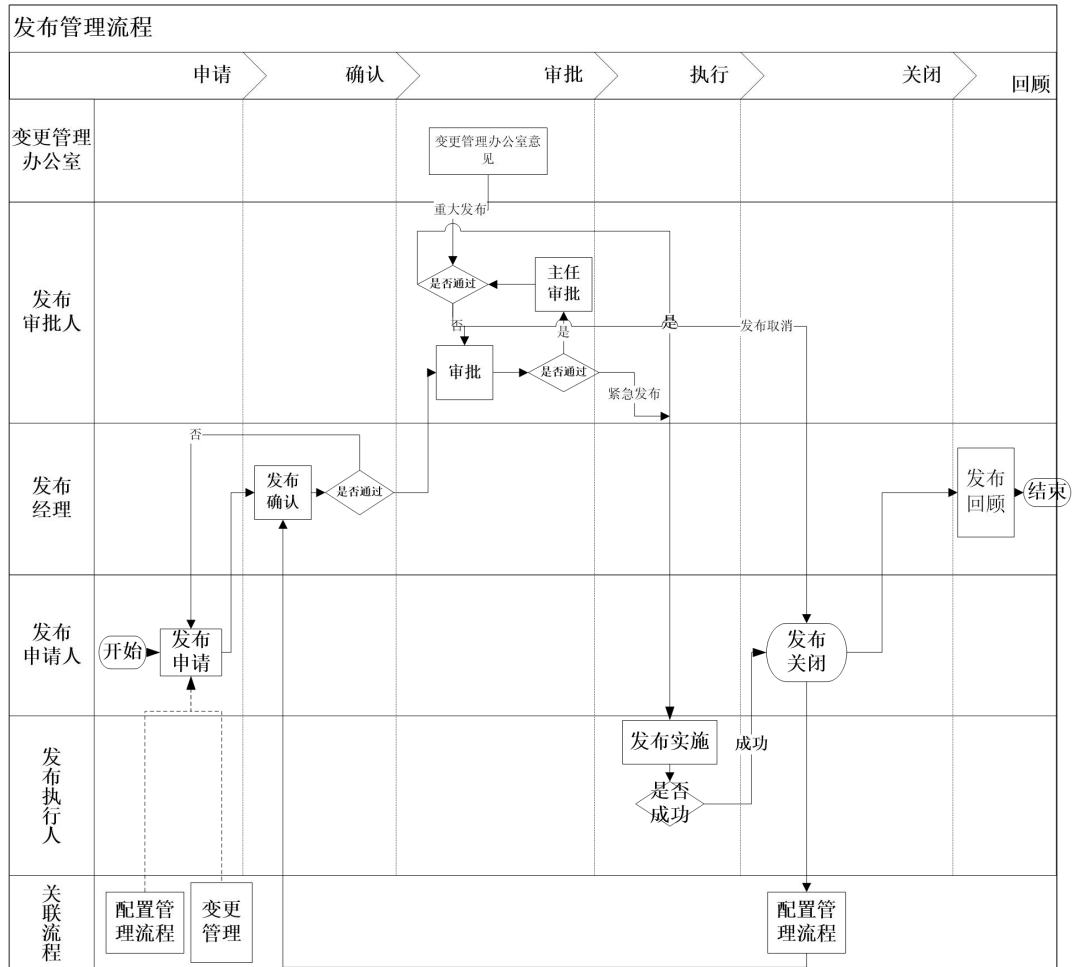 发布管理流程
申请
确认
审批
执行
关闭
回顾
变更管理
办公室
变更管理办公室意
见
重大发布
发布
审批人
是否通过
主任
审批
否
是
是
发布取消
审批
是否通过
紧急发布
发布
经理
否
发布
确认
是否通过
发布
回顾
结束
发布
申请人
开始
发布
申请
发布
关闭
发
布
执
行
人
发布实施
成功
是否
成功
关
联
流
程
配置管
理流程
变更
管理
配置管
理流程